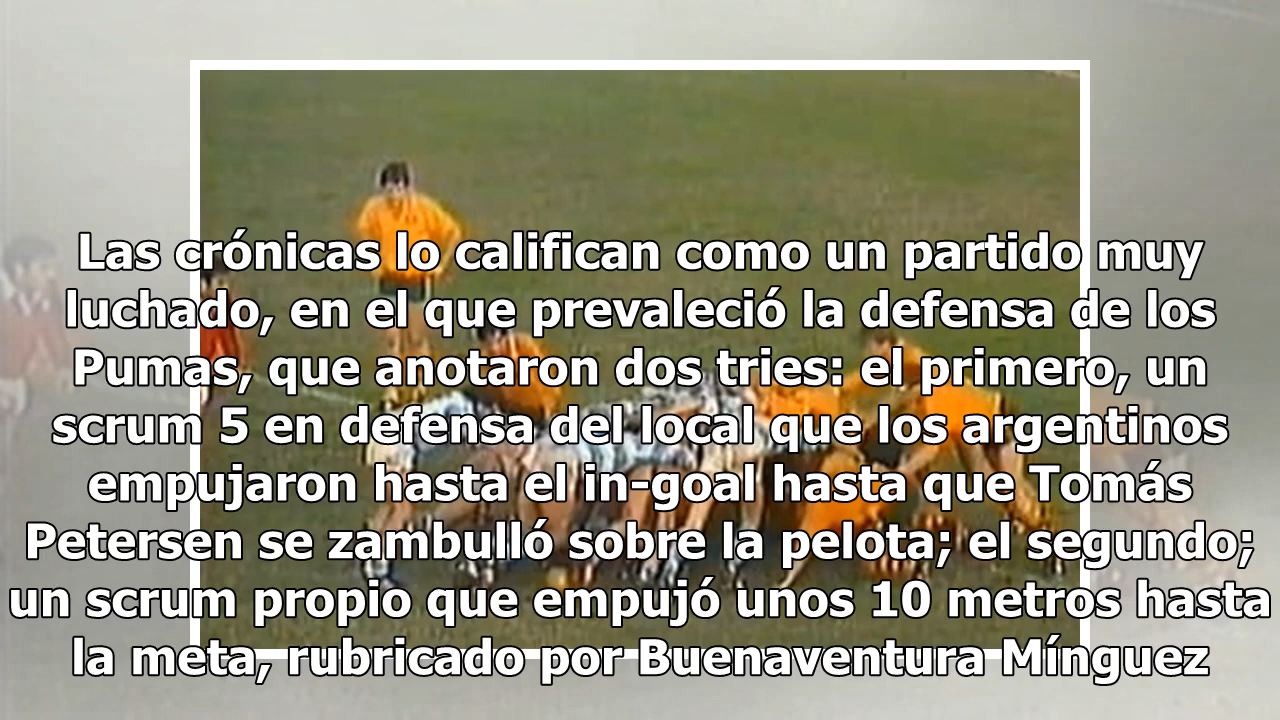 Las crónicas lo califican como un partido muy
luchado, en el que prevaleció la defensa de los
Pumas, que anotaron dos tries: el primero, un
scrum 5 en defensa del local que los argentinos
empujaron hasta el in-goal hasta que Tomás
Petersen se zambulló sobre la pelota; el segundo;
un scrum propio que empujó unos 10 metros hasta
la meta, rubricado por Buenaventura Mínguez